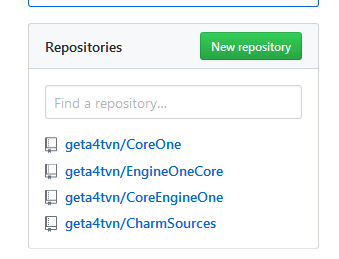 Repositories
New repository
Find a repository...
geta4tvn/CoreOne
geta4tvn/EngineOneCore
geta4tvn/CoreEngineOne
geta4tvn/CharmSources